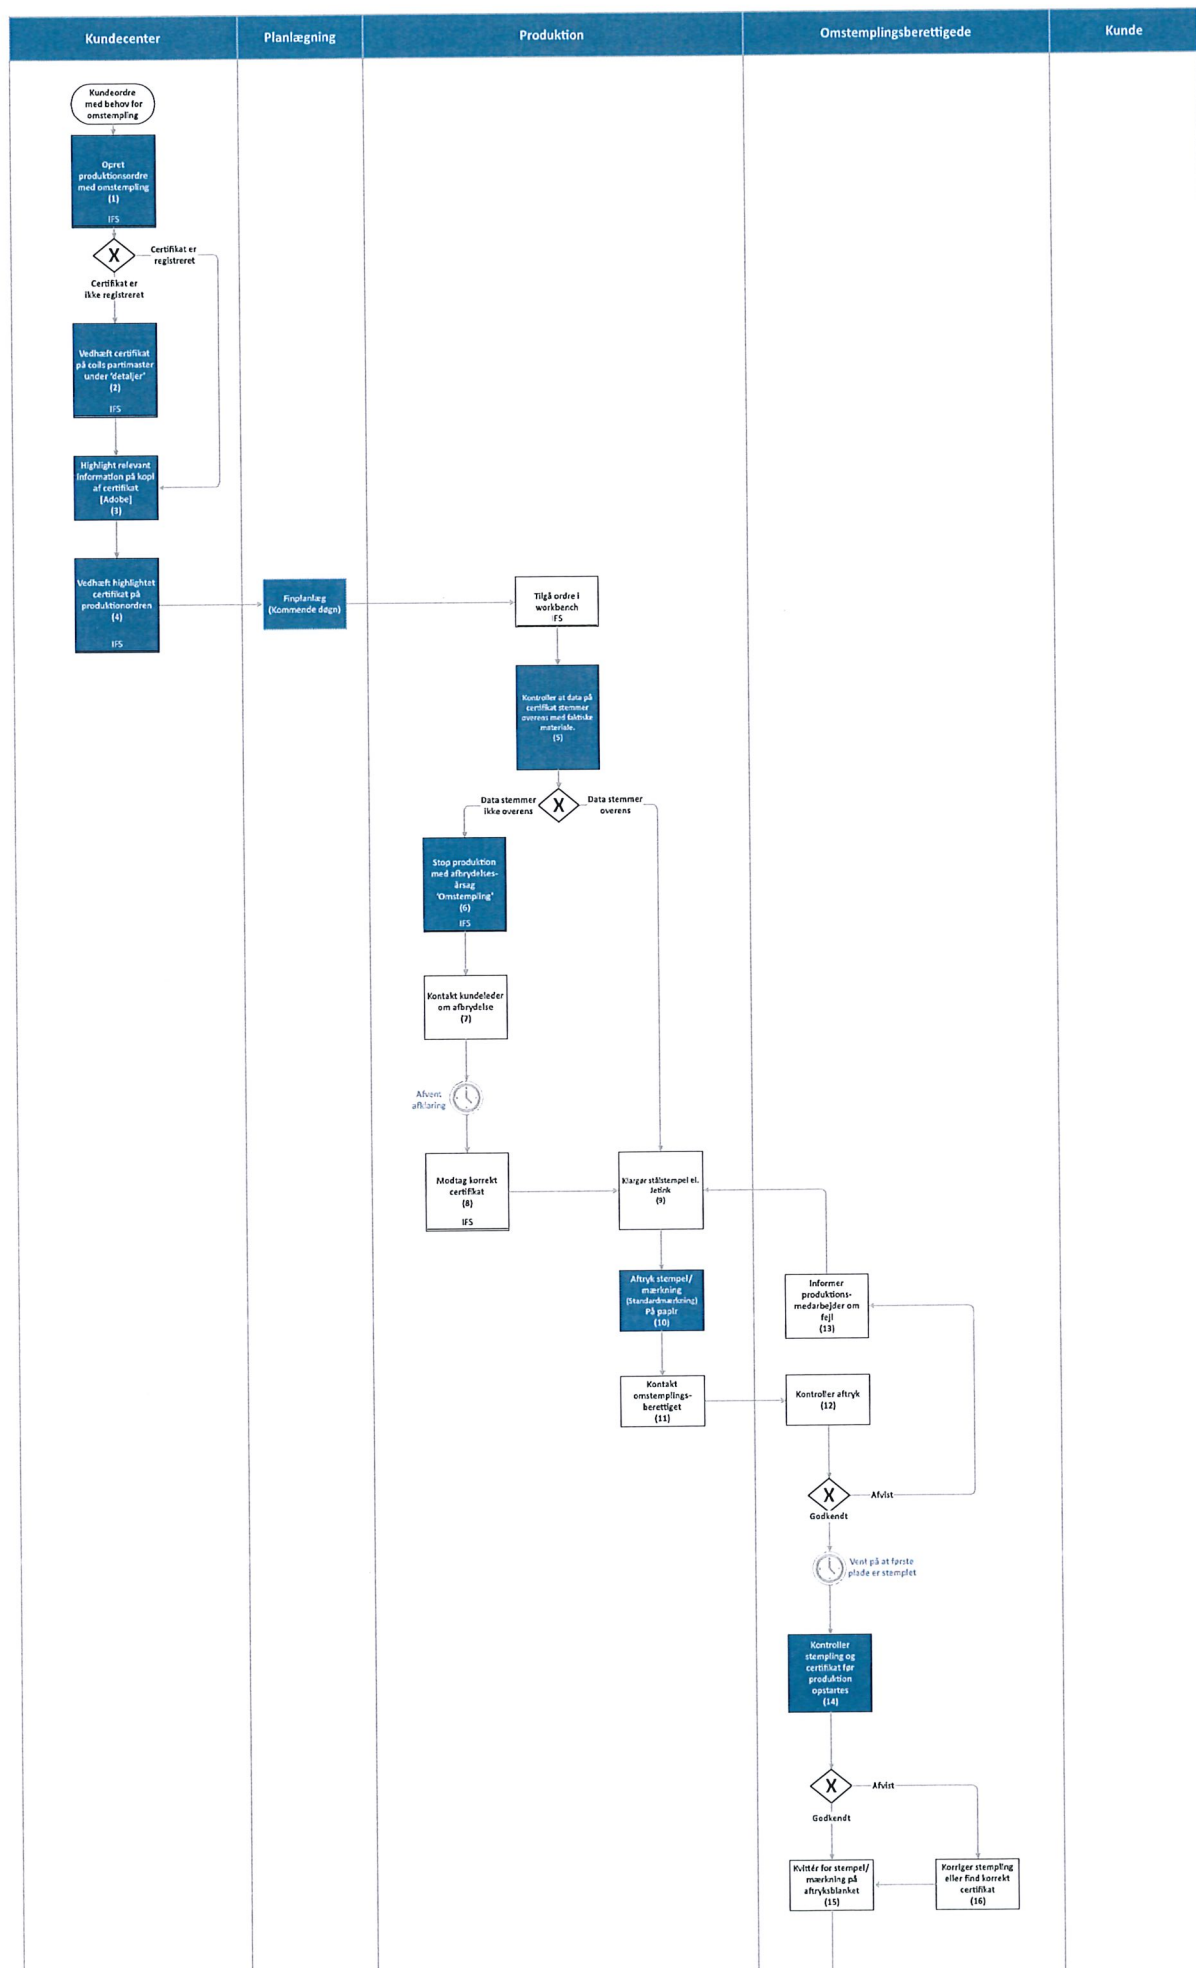 Kundecenter
Planlægning
Produktion
Omstemplingsberettigede
Kunde
Kundeordre
med behov for
omstempling
Opret
produktionsordre
med omstempling
(1)
IFS
X
Certifikat er
registreret
Certifikat er
ikke registreret
Vedhæft certifikat
på coils partimaster
under 'detaljer'
(2)
IFS
Highlight relevant
information på kopi
af certifikat
[Adobe]
(3)
Vedhæft highlightet
certifikat på
produktionordren
(4)
IFS
Finplanlæg
(Kommende døgn)
Tilgå ordre i
workbench
IFS
Kontroller at data på
certifikat stemmer
overens med faktiske
materiale.
(5)
Data stemmer
ikke overens
X
Data stemmer
overens
Stop produktion
med afbrydelses-
årsag
'Omstempling'
(6)
IFS
Kontakt kundeleder
om afbrydelse
(7)
Afvent
afklaring
Modtag korrekt
certifikat
(8)
IFS
Klargør stålstempel el.
Jetink
(9)
Aftryk stempel/
mærkning
(Standardmærkning)
På papir
(10)
Informer
produktions-
medarbejder om
fejl
(13)
Kontakt
omstemplings-
berettiget
(11)
Kontroller aftryk
(12)
X
Afvist
Godkendt
Vent på at første
plade er stemplet
Kontroller
stempling og
certifikat før
produktion
opstartes
(14)
X
Afvist
Godkendt
Kvittér for stempel/
mærkning på
aftryksblanket
(15)
Korriger stempling
eller find korrekt
certifikat
(16)